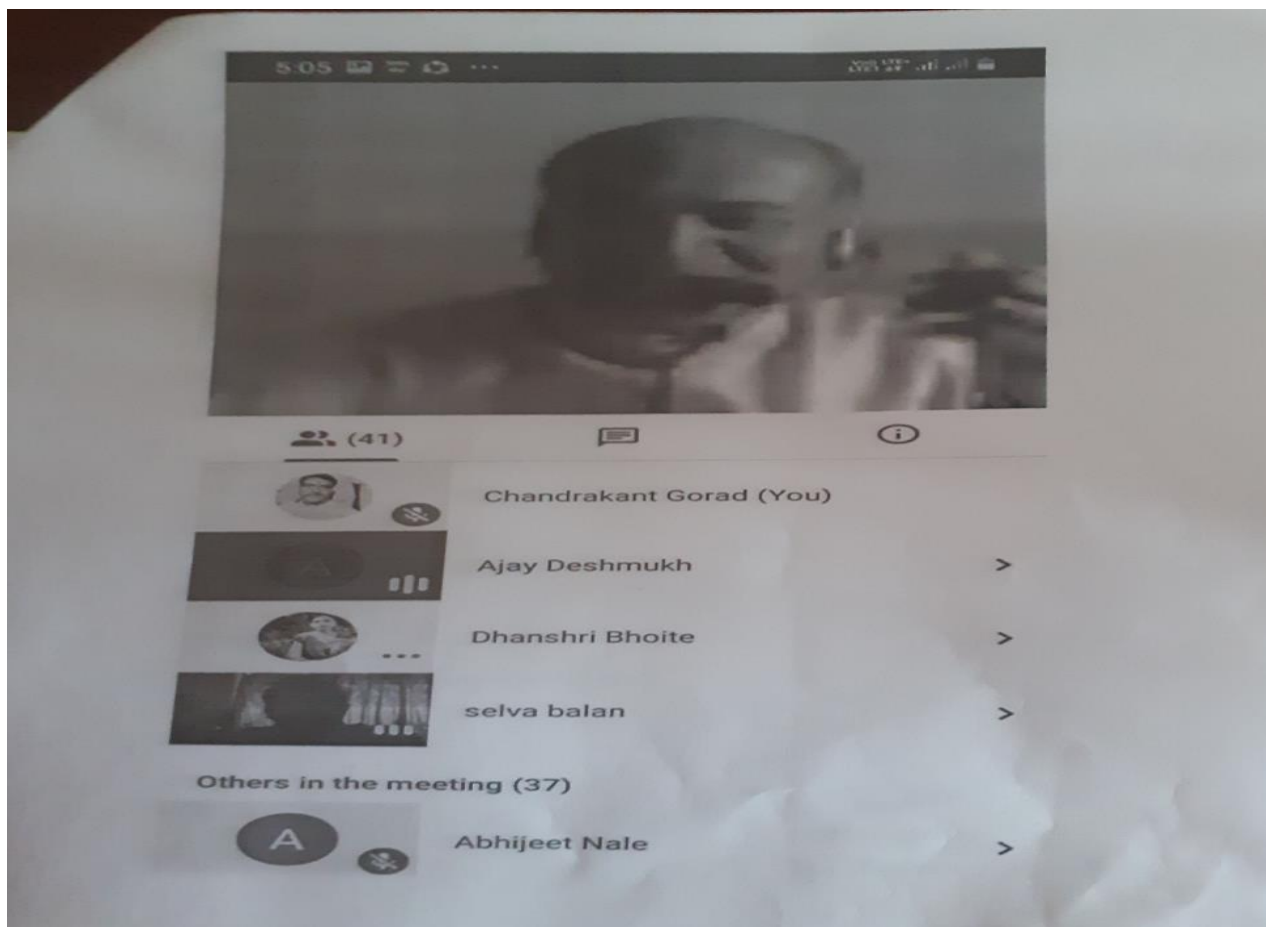 5:05
(41)
Chandrakant Gorad (You)
A
Ajay Deshmukh
Dhanshri Bhoite
selva balan
Others in the meeting (37)
A
Abhijeet Nale